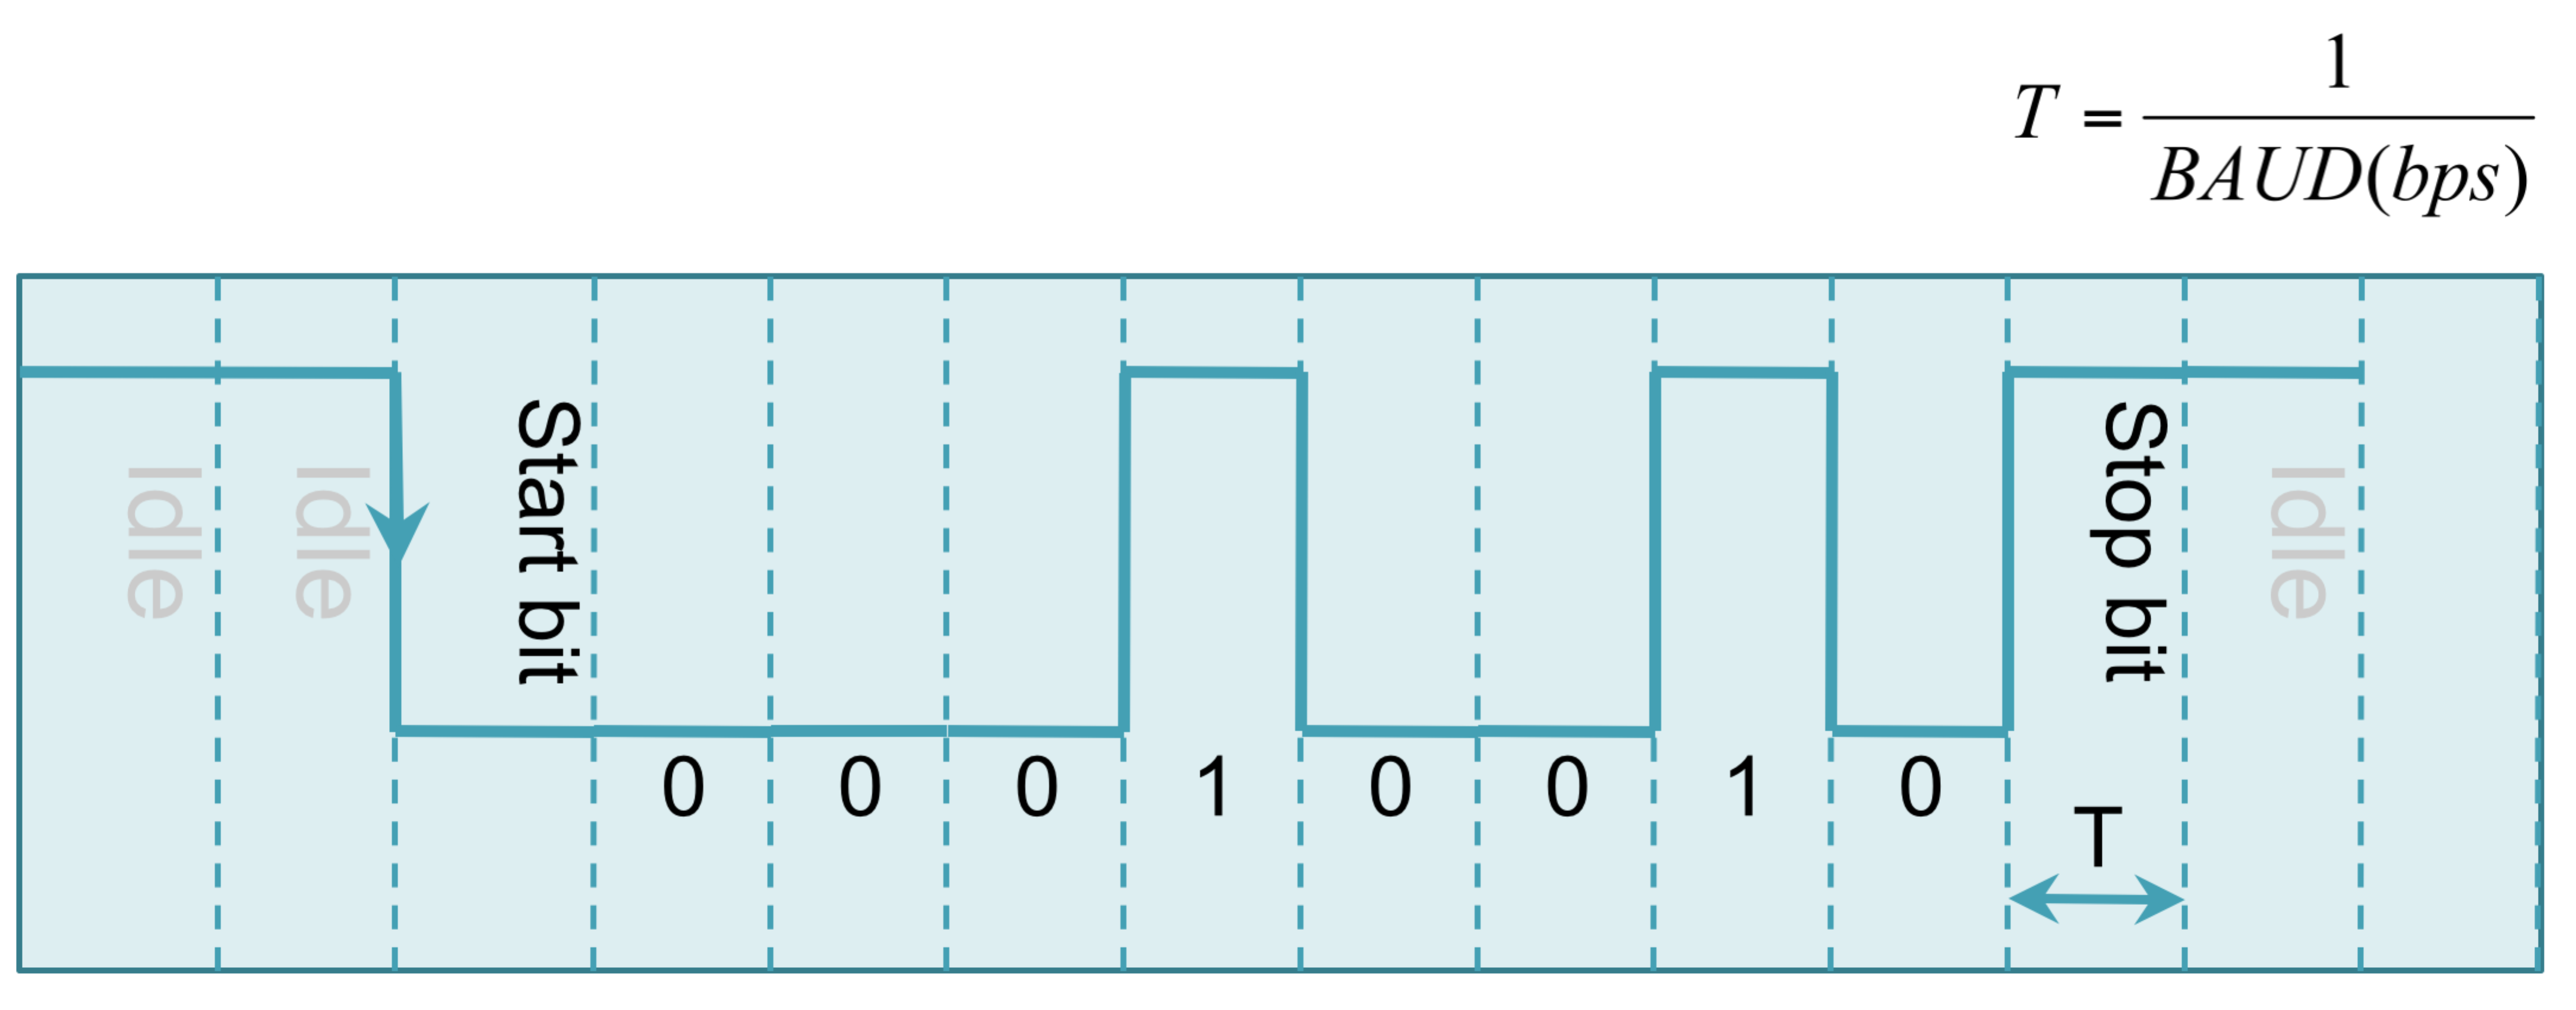 T = 1 / BAUD(bps)
Idle
Idle
Start bit
Stop bit
Idle
0 0 0 1 0 0 1 0
T